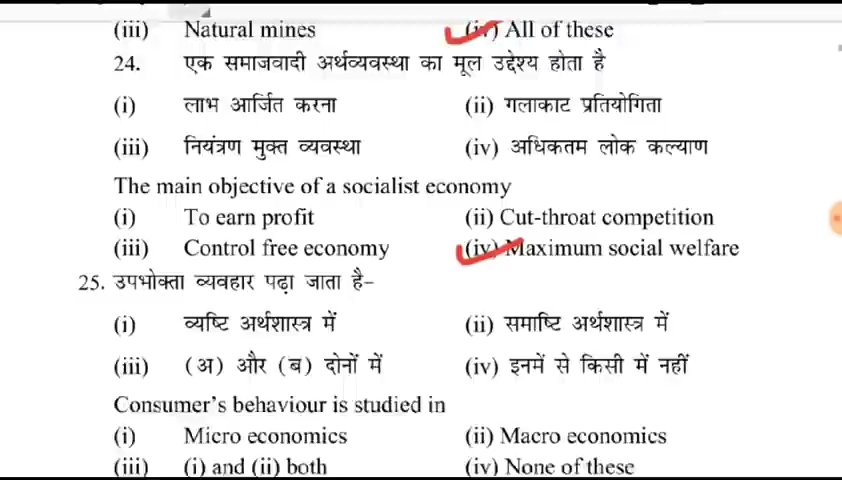 (iii) Natural mines (iv) All of these
24. एक समाजवादी अर्थव्यवस्था का मूल उद्देश्य होता है
(i) लाभ आर्जित करना (ii) गलाकाट प्रतियोगिता
(iii) नियंत्रण मुक्त व्यवस्था (iv) अधिकतम लोक कल्याण
The main objective of a socialist economy
(i) To earn profit (ii) Cut-throat competition
(iii) Control free economy (iv) Maximum social welfare
25. उपभोक्ता व्यवहार पढ़ा जाता है-
(i) व्यष्टि अर्थशास्त्र में (ii) समाष्टि अर्थशास्त्र में
(iii) (अ) और (ब) दोनों में (iv) इनमें से किसी में नहीं
Consumer's behaviour is studied in
(i) Micro economics (ii) Macro economics
(iii) (i) and (ii) both (iv) None of these